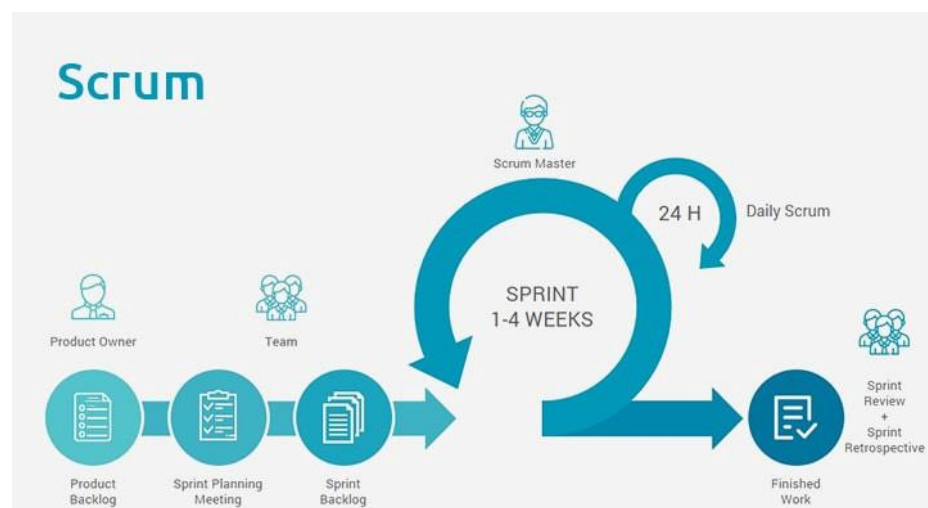 Scrum
Scrum Master
24 H
Daily Scrum
SPRINT
1-4 WEEKS
Product Owner
Team
Product
Backlog
Sprint Planning
Meeting
Sprint
Backlog
Finished
Work
Sprint
Review
+
Sprint
Retrospective